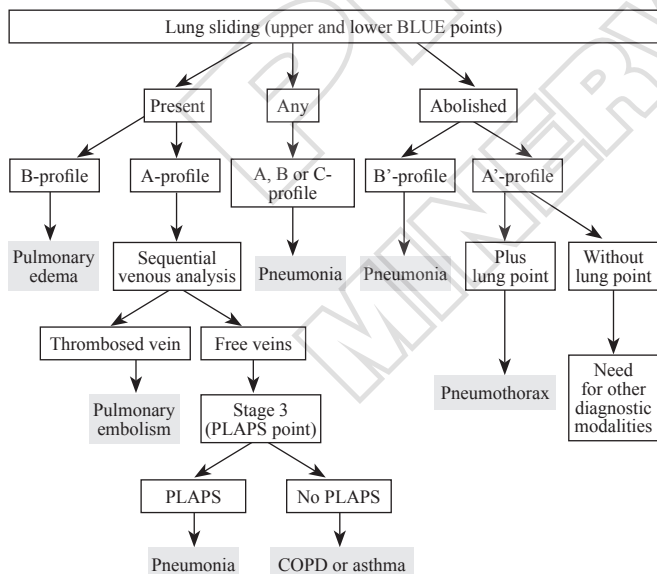 Lung sliding (upper and lower BLUE points)
Present
Any
Abolished
B-profile
A-profile
A, B or C-
profile
B’-profile
A’-profile
Pulmonary
edema
Sequential
venous analysis
Pneumonia
Pneumonia
Plus
lung point
Without
lung point
Thrombosed vein
Free veins
Pulmonary
embolism
Stage 3
(PLAPS point)
Pneumothorax
Need
for other
diagnostic
modalities
PLAPS
No PLAPS
Pneumonia
COPD or asthma
MINERV